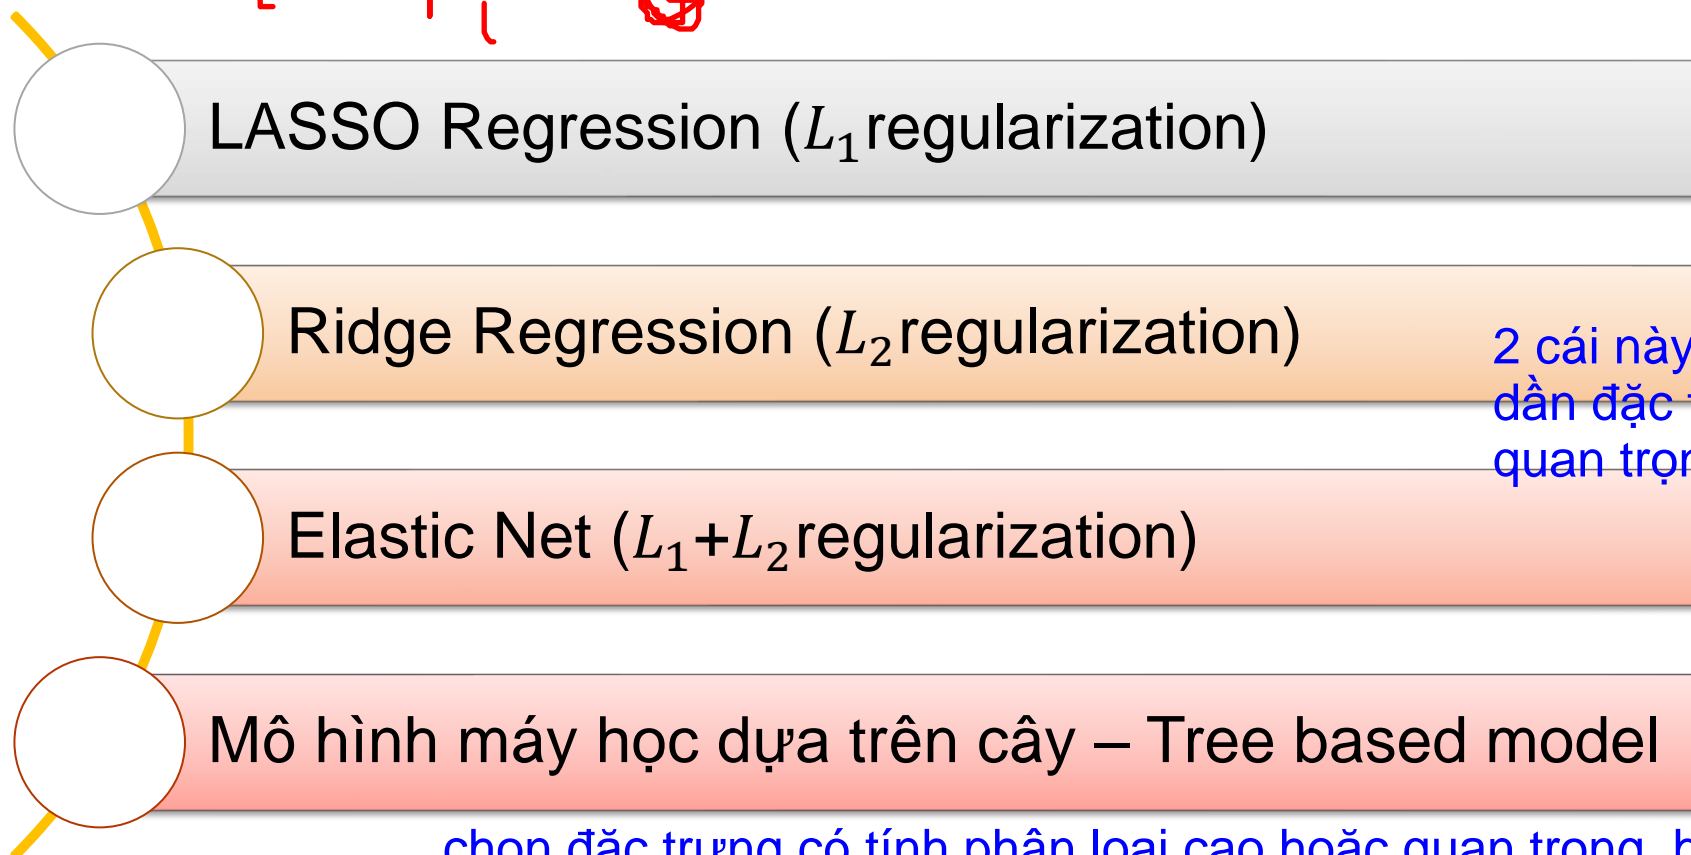 LASSO Regression (L₁regularization)
Ridge Regression (L₂regularization)
2 cái này
dần đặc
Elastic Net (L₁+L₂regularization)
quan
Mô hình máy học dựa trên cây – Tree based model
chọn đặc trưng có tính phân loại cao hoặc quan trọng,